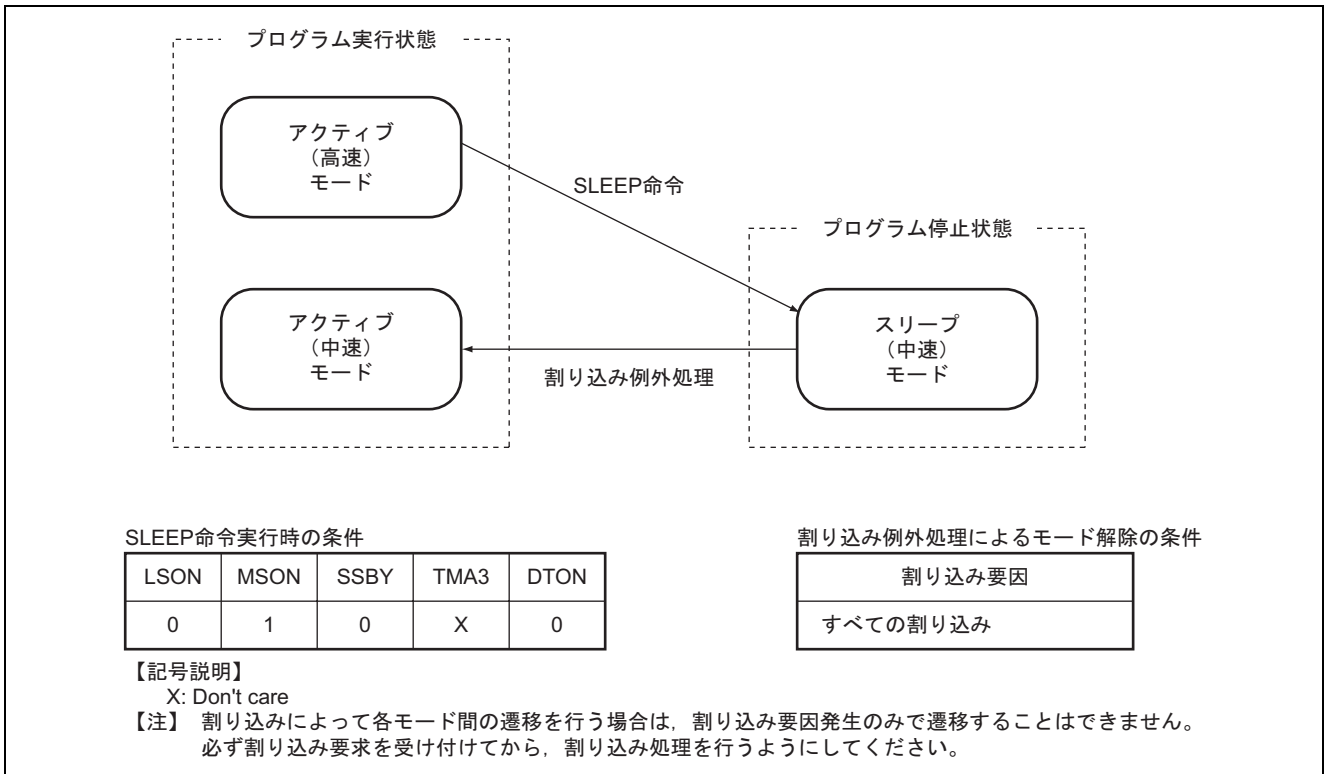 プログラム実行状態
アクティブ
（高速）
モード
SLEEP命令
プログラム停止状態
アクティブ
（中速）
モード
スリープ
（中速）
モード
割り込み例外処理
SLEEP命令実行時の条件
LSON MSON SSBY TMA3 DTON
0 1 0 X 0
割り込み例外処理によるモード解除の条件
割り込み要因
すべての割り込み
【記号説明】
X: Don't care
【注】 割り込みによって各モード間の遷移を行う場合は，割り込み要因発生のみで遷移することはできません。
必ず割り込み要求を受け付けてから，割り込み処理を行うようにしてください。